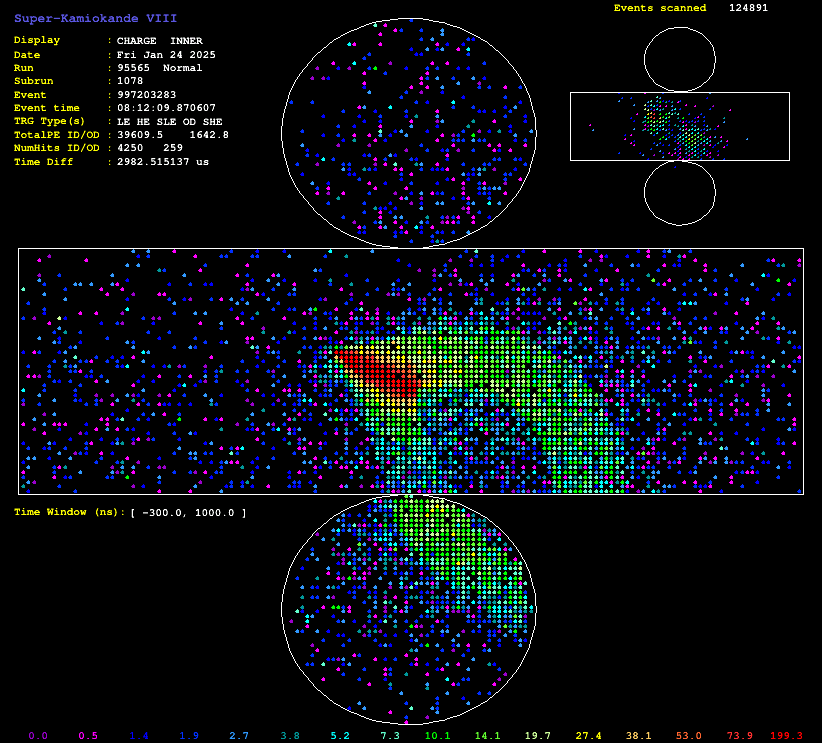 Super-Kamiokande VIII
Events scanned 124891
Display : CHARGE INNER
Date : Fri Jan 24 2025
Run : 95565 Normal
Subrun : 1078
Event : 997203283
Event time : 08:12:09.870607
TRG Type(s) : LE HE SLE OD SHE
TotalPE ID/OD : 39609.5 1642.8
NumHits ID/OD : 4250 259
Time Diff : 2982.515137 us
Time Window (ns): [ -300.0, 1000.0 ]
0.0 0.5 1.4 1.9 2.7 3.8 5.2 7.3 10.1 14.1 19.7 27.4 38.1 53.0 73.9 199.3